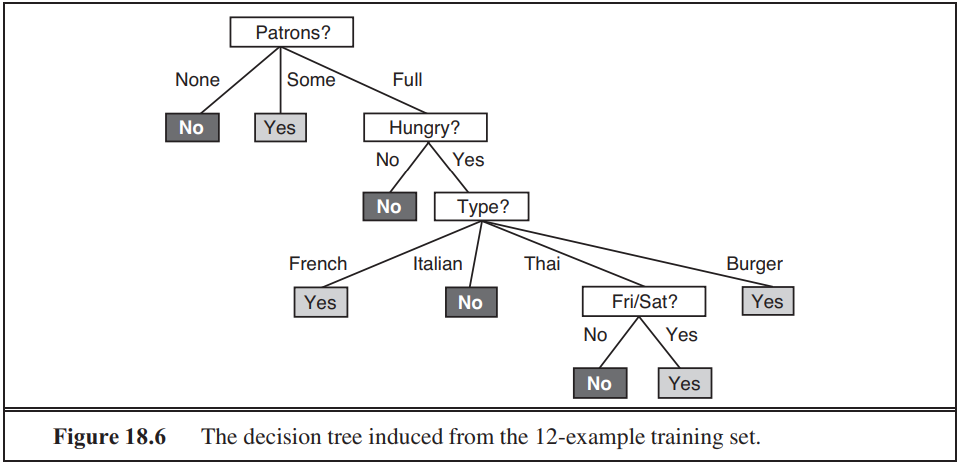 Patrons?
None Some Full
No Yes Hungry?
No Yes
No Type?
French Italian Thai Burger
Yes No Fri/Sat? Yes
No Yes
No Yes
Figure 18.6 The decision tree induced from the 12-example training set.